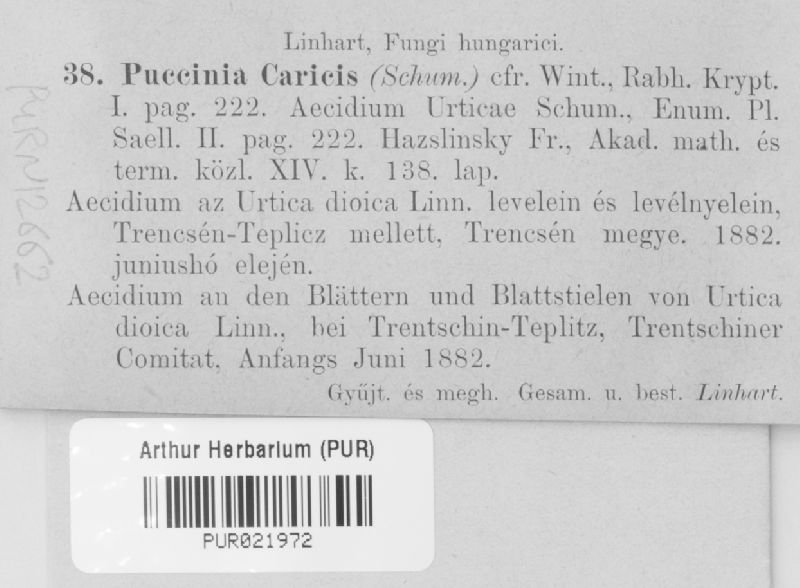 Linhart, Fungi hungarici.
38. Puccinia Caricis (Schum.) cfr. Wint., Rabh. Krypt.
I. pag. 222. Aecidium Urticae Schum., Enum. Pl.
Saell. II. pag. 222. Hazslinsky Fr., Akad. math. és
term. közl. XIV. k. 138. lap.
Aecidium az Urtica dioica Linn. levelein és levélnyelein,
Trencsén-Teplicz mellett, Trencsén megye. 1882.
juniushó elején.
Aecidium an den Blättern und Blattstielen von Urtica
dioica Linn., bei Trentschin-Teplitz, Trentschiner
Comitat, Anfangs Juni 1882.
Gyűjt. és megh. Gesam. u. best. Linhart.
PURN12662
Arthur Herbarium (PUR)
PUR021972